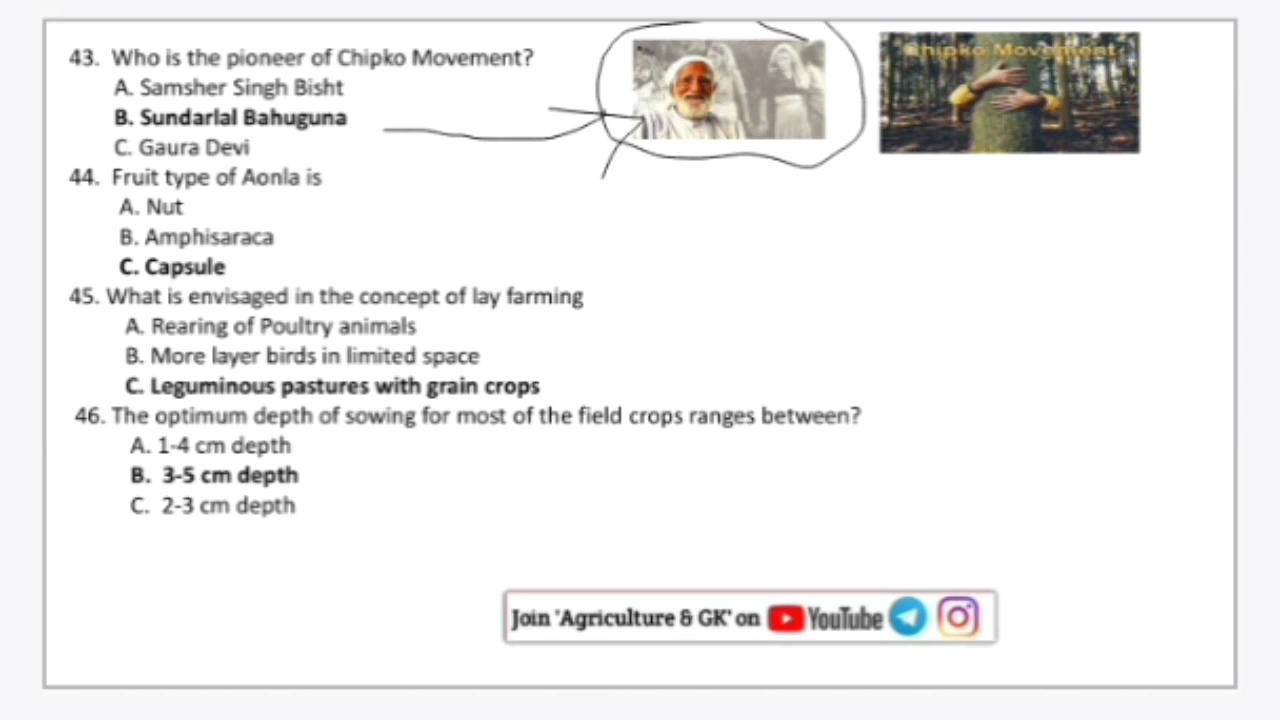 43. Who is the pioneer of Chipko Movement?
A. Samsher Singh Bisht
B. Sundarlal Bahuguna
C. Gaura Devi
Chipko Movement
44. Fruit type of Aonla is
A. Nut
B. Amphisaraca
C. Capsule
45. What is envisaged in the concept of lay farming
A. Rearing of Poultry animals
B. More layer birds in limited space
C. Leguminous pastures with grain crops
46. The optimum depth of sowing for most of the field crops ranges between?
A. 1-4 cm depth
B. 3-5 cm depth
C. 2-3 cm depth
Join 'Agriculture & GK' on YouTube